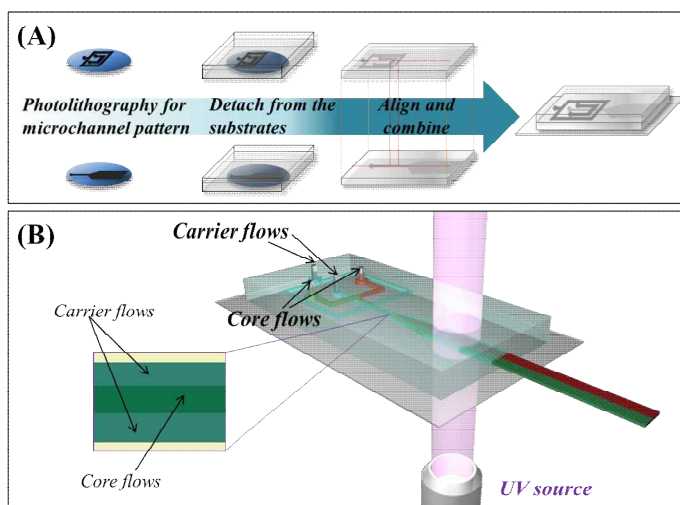 (A)
Photolithography for
microchannel pattern
Detach from the
substrates
Align and
combine
(B)
Carrier flows
Core flows
Carrier flows
Core flows
UV source